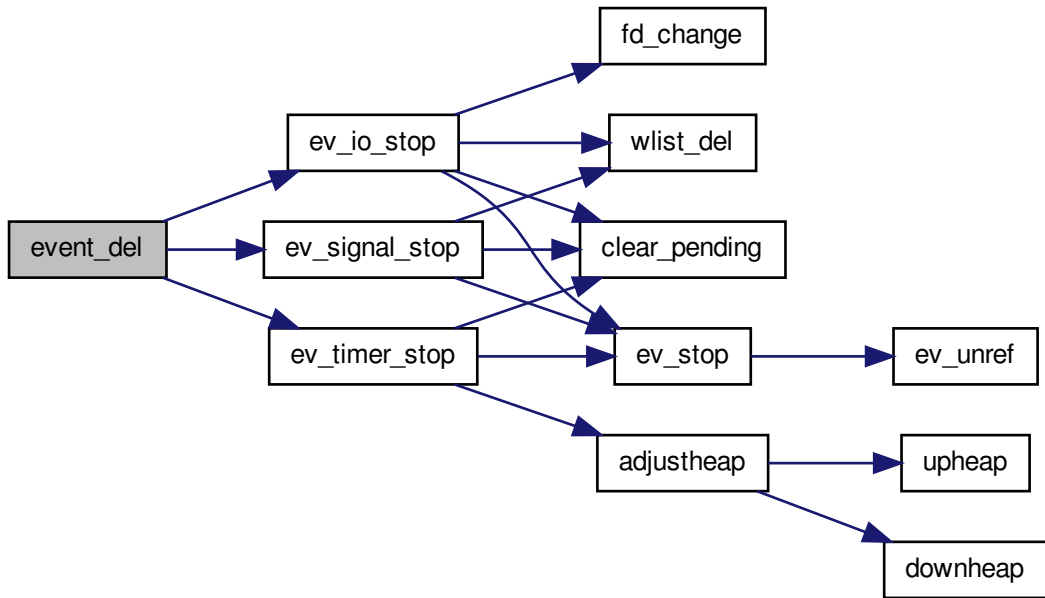 fd_change
ev_io_stop
wlist_del
event_del
ev_signal_stop
clear_pending
ev_timer_stop
ev_stop
ev_unref
adjustheap
upheap
downheap